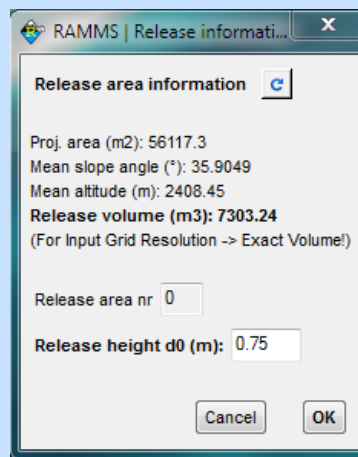 RAMMS | Release informati...
x
Release area information
Proj. area (m2): 56117.3
Mean slope angle (°): 35.9049
Mean altitude (m): 2408.45
Release volume (m3): 7303.24
(For Input Grid Resolution -> Exact Volume!)
Release area nr 0
Release height d0 (m): 0.75
Cancel OK